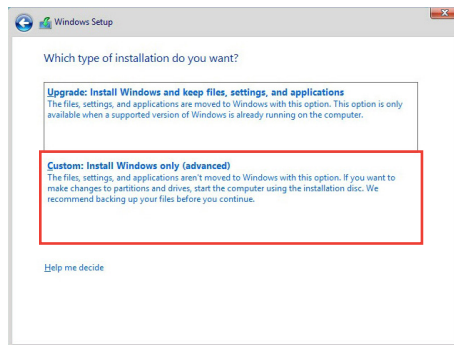 Windows Setup
Which type of installation do you want?
Upgrade: Install Windows and keep files, settings, and applications
The files, settings, and applications are moved to Windows with this option. This option is only
available when a supported version of Windows is already running on the computer.
Custom: Install Windows only (advanced)
The files, settings, and applications aren't moved to Windows with this option. If you want to
make changes to partitions and drives, start the computer using the installation disc. We
recommend backing up your files before you continue.
Help me decide